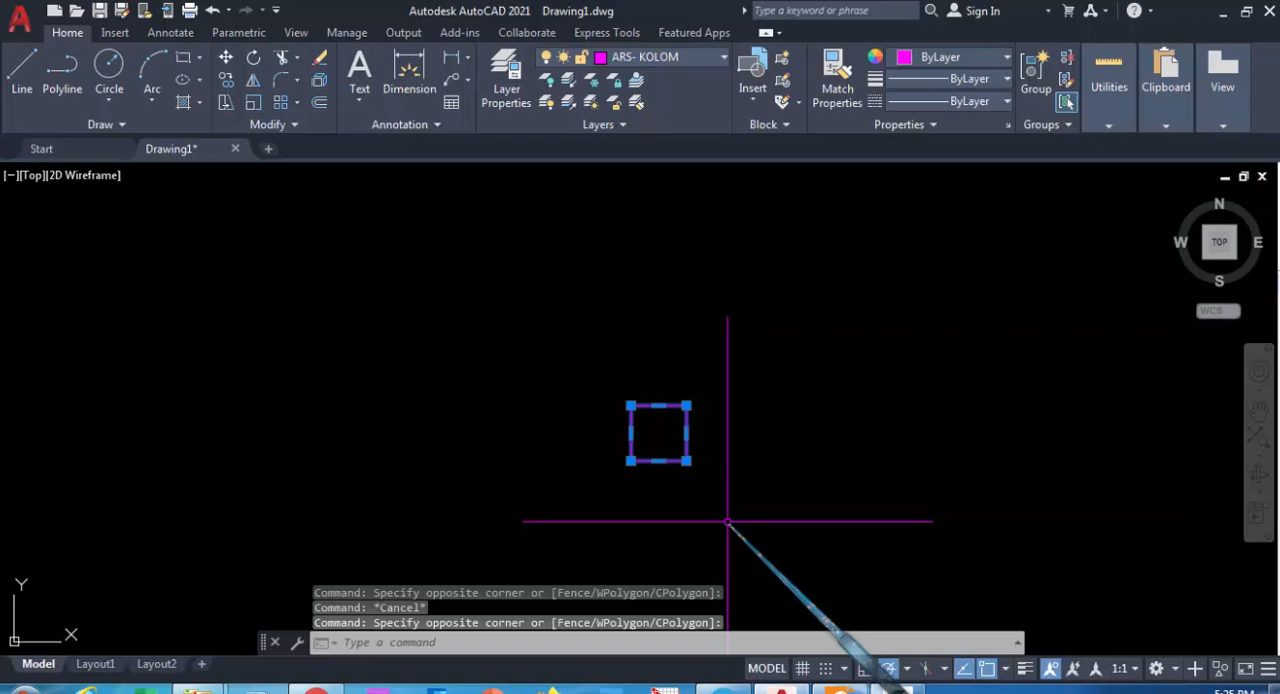 Autodesk AutoCAD 2021 Drawing1.dwg
Type a keyword or phrase
Sign In
Home
Insert
Annotate
Parametric
View
Manage
Output
Add-ins
Collaborate
Express Tools
Featured Apps
Line
Polyline
Circle
Arc
Text
Dimension
Layer
Properties
ARS- KOLOM
Insert
Match
Properties
ByLayer
ByLayer
ByLayer
Group
Utilities
Clipboard
View
Draw
Modify
Annotation
Layers
Block
Properties
Groups
Start
Drawing1*
[−][Top][2D Wireframe]
N
W
TOP
E
S
WCS
Y
X
Command: Specify opposite corner or [Fence/WPolygon/CPolygon]:
Command: *Cancel*
Command: Specify opposite corner or [Fence/WPolygon/CPolygon]:
Type a command
Model
Layout1
Layout2
MODEL
1:1
5:25 PM